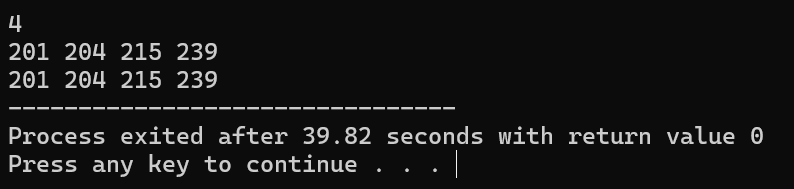 4
201 204 215 239
201 204 215 239
--------------------------------
Process exited after 39.82 seconds with return value 0
Press any key to continue . . .